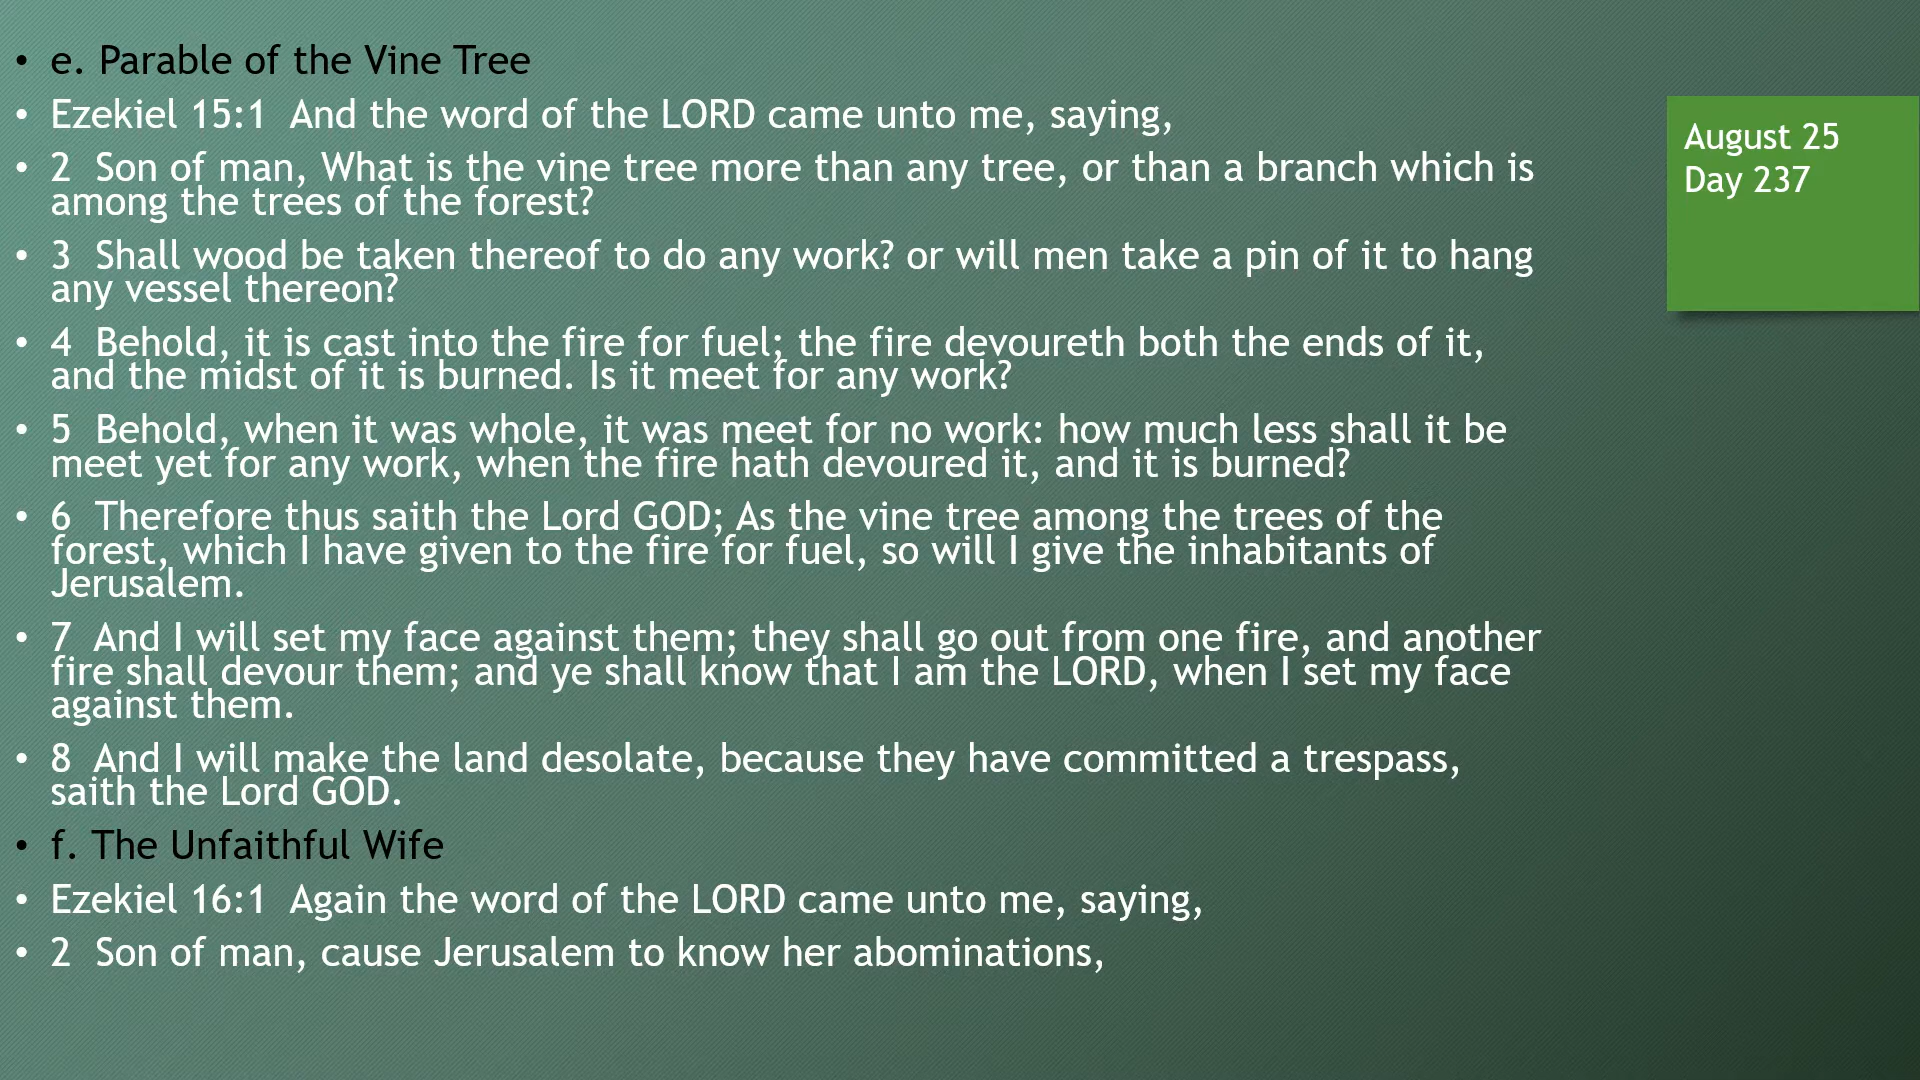 • e. Parable of the Vine Tree
• Ezekiel 15:1  And the word of the LORD came unto me, saying,
• 2  Son of man, What is the vine tree more than any tree, or than a branch which is
among the trees of the forest?
• 3  Shall wood be taken thereof to do any work? or will men take a pin of it to hang
any vessel thereon?
• 4  Behold, it is cast into the fire for fuel; the fire devoureth both the ends of it,
and the midst of it is burned. Is it meet for any work?
• 5  Behold, when it was whole, it was meet for no work: how much less shall it be
meet yet for any work, when the fire hath devoured it, and it is burned?
• 6  Therefore thus saith the Lord GOD; As the vine tree among the trees of the
forest, which I have given to the fire for fuel, so will I give the inhabitants of
Jerusalem.
• 7  And I will set my face against them; they shall go out from one fire, and another
fire shall devour them; and ye shall know that I am the LORD, when I set my face
against them.
• 8  And I will make the land desolate, because they have committed a trespass,
saith the Lord GOD.
• f. The Unfaithful Wife
• Ezekiel 16:1  Again the word of the LORD came unto me, saying,
• 2  Son of man, cause Jerusalem to know her abominations,
August 25
Day 237